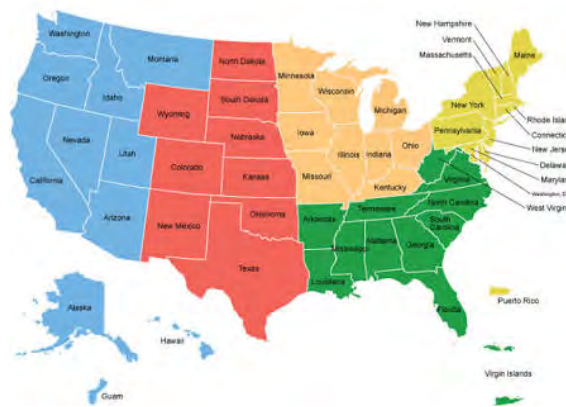 New Hampshire
Vermont
Massachusetts
Washington
Montana
North Dakota
Minnesota
Maine
Oregon
Idaho
South Dakota
Wisconsin
Michigan
New York
Rhode Islan
Wyoming
Connectic
Nebraska
Iowa
Pennsylvania
New Jers
Nevada
Utah
Illinois
Indiana
Ohio
Delawa
Maryla
Colorado
Kansas
Missouri
Virginia
Washington, D
California
Kentucky
West Virgin
Arizona
New Mexico
Oklahoma
Arkansas
Tennessee
North Carolina
South
Carolina
Texas
Mississippi
Alabama
Georgia
Louisiana
Florida
Alaska
Hawaii
Guam
Puerto Rico
Virgin Islands